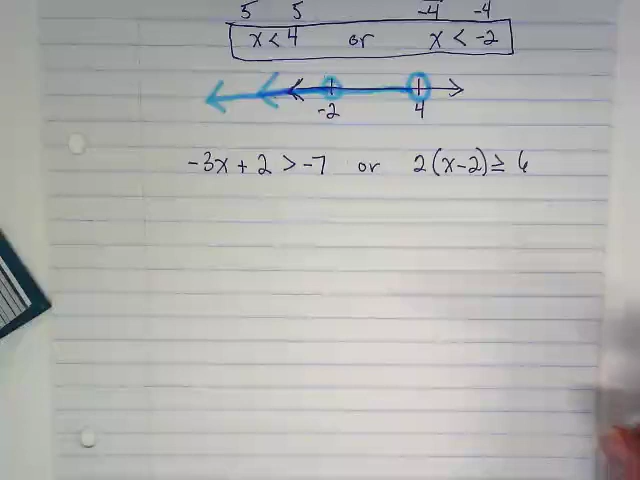 5 5 -4 -4
x < 4 or x < -2
-2 4
-3x + 2 > -7 or 2(x-2) ≥ 6